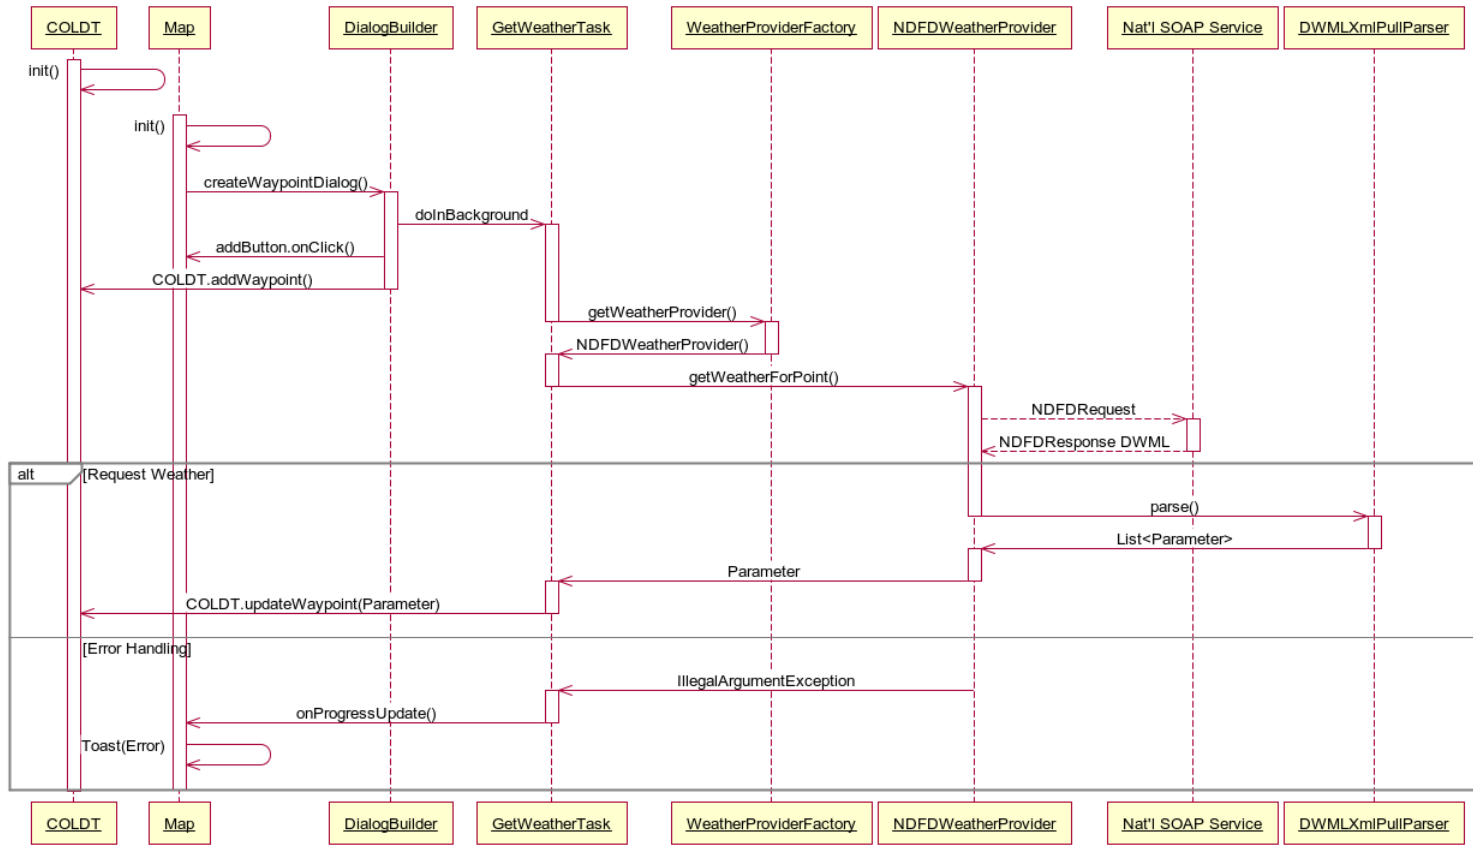 COLDT
Map
DialogBuilder
GetWeatherTask
WeatherProviderFactory
NDFDWeatherProvider
Nat'l SOAP Service
DWMLXmlPullParser
init()
init()
createWaypointDialog()
doInBackground
addButton.onClick()
COLDT.addWaypoint()
getWeatherProvider()
NDFDWeatherProvider()
getWeatherForPoint()
NDFDRequest
NDFDResponse DWML
alt
[Request Weather]
parse()
List<Parameter>
Parameter
COLDT.updateWaypoint(Parameter)
[Error Handling]
IllegalArgumentException
onProgressUpdate()
Toast(Error)
COLDT
Map
DialogBuilder
GetWeatherTask
WeatherProviderFactory
NDFDWeatherProvider
Nat'l SOAP Service
DWMLXmlPullParser